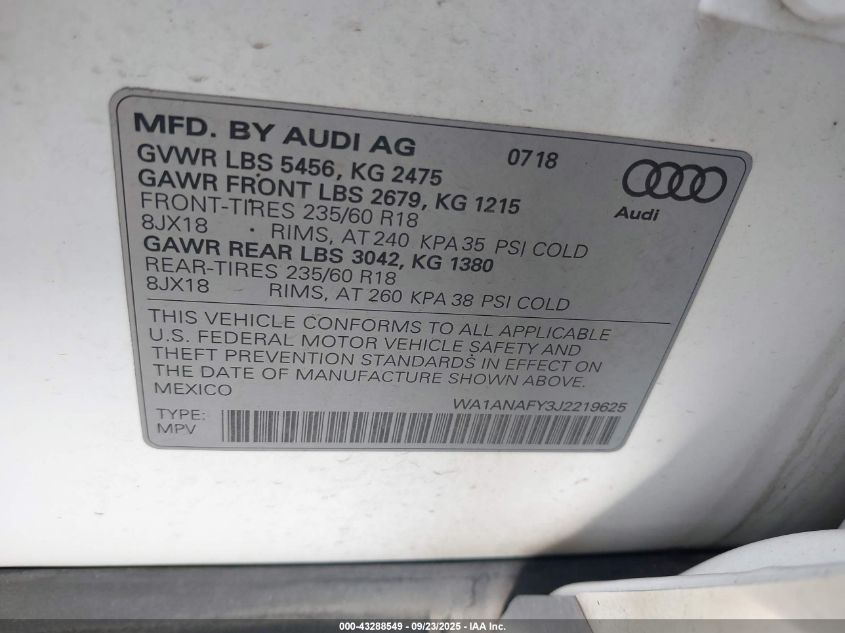 MFD. BY AUDI AG 0718
GVWR LBS 5456, KG 2475
GAWR FRONT LBS 2679, KG 1215
FRONT-TIRES 235/60 R18
8JX18 RIMS, AT 240 KPA 35 PSI COLD
GAWR REAR LBS 3042, KG 1380
REAR-TIRES 235/60 R18
8JX18 RIMS, AT 260 KPA 38 PSI COLD
Audi
THIS VEHICLE CONFORMS TO ALL APPLICABLE
U.S. FEDERAL MOTOR VEHICLE SAFETY AND
THEFT PREVENTION STANDARDS IN EFFECT ON
THE DATE OF MANUFACTURE SHOWN ABOVE.
MEXICO
WA1ANAFY3J2219625
TYPE:
MPV
000-43288549 - 09/23/2025 - IAA Inc.